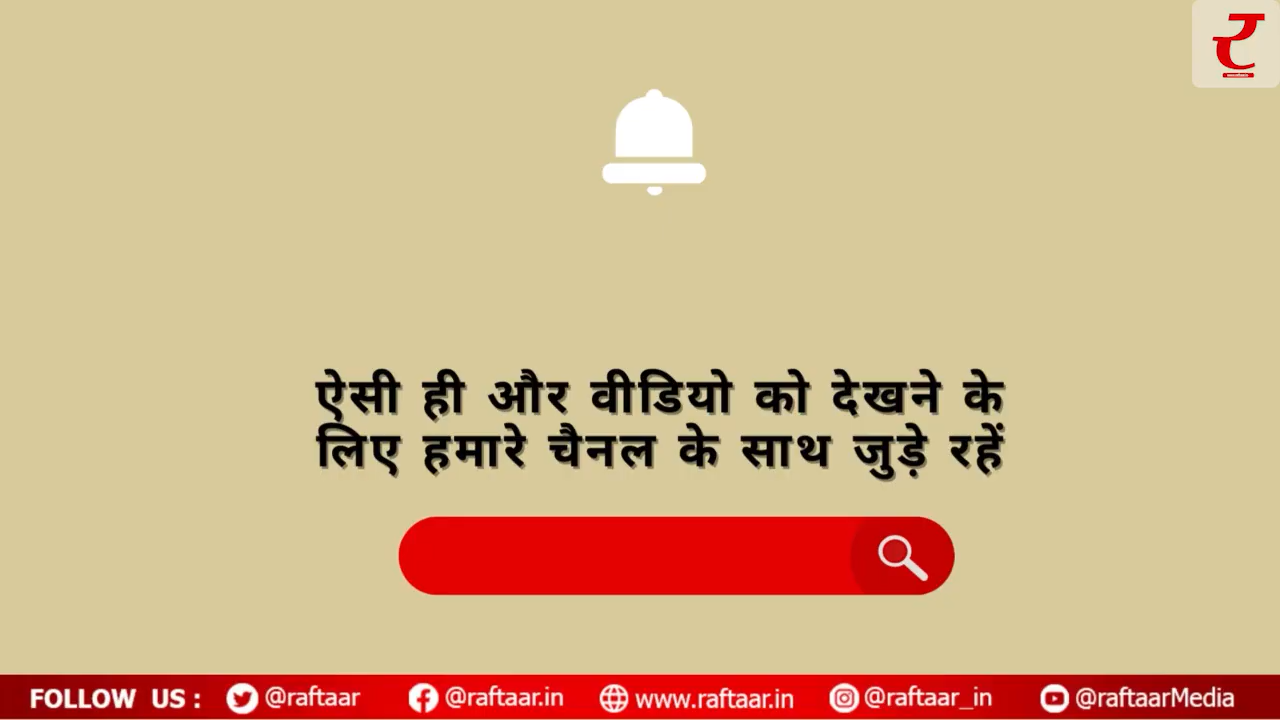 ऐसी ही और वीडियो को देखने के
लिए हमारे चैनल के साथ जुड़े रहें
FOLLOW US : @raftaar @raftaar.in www.raftaar.in @raftaar_in @raftaarMedia